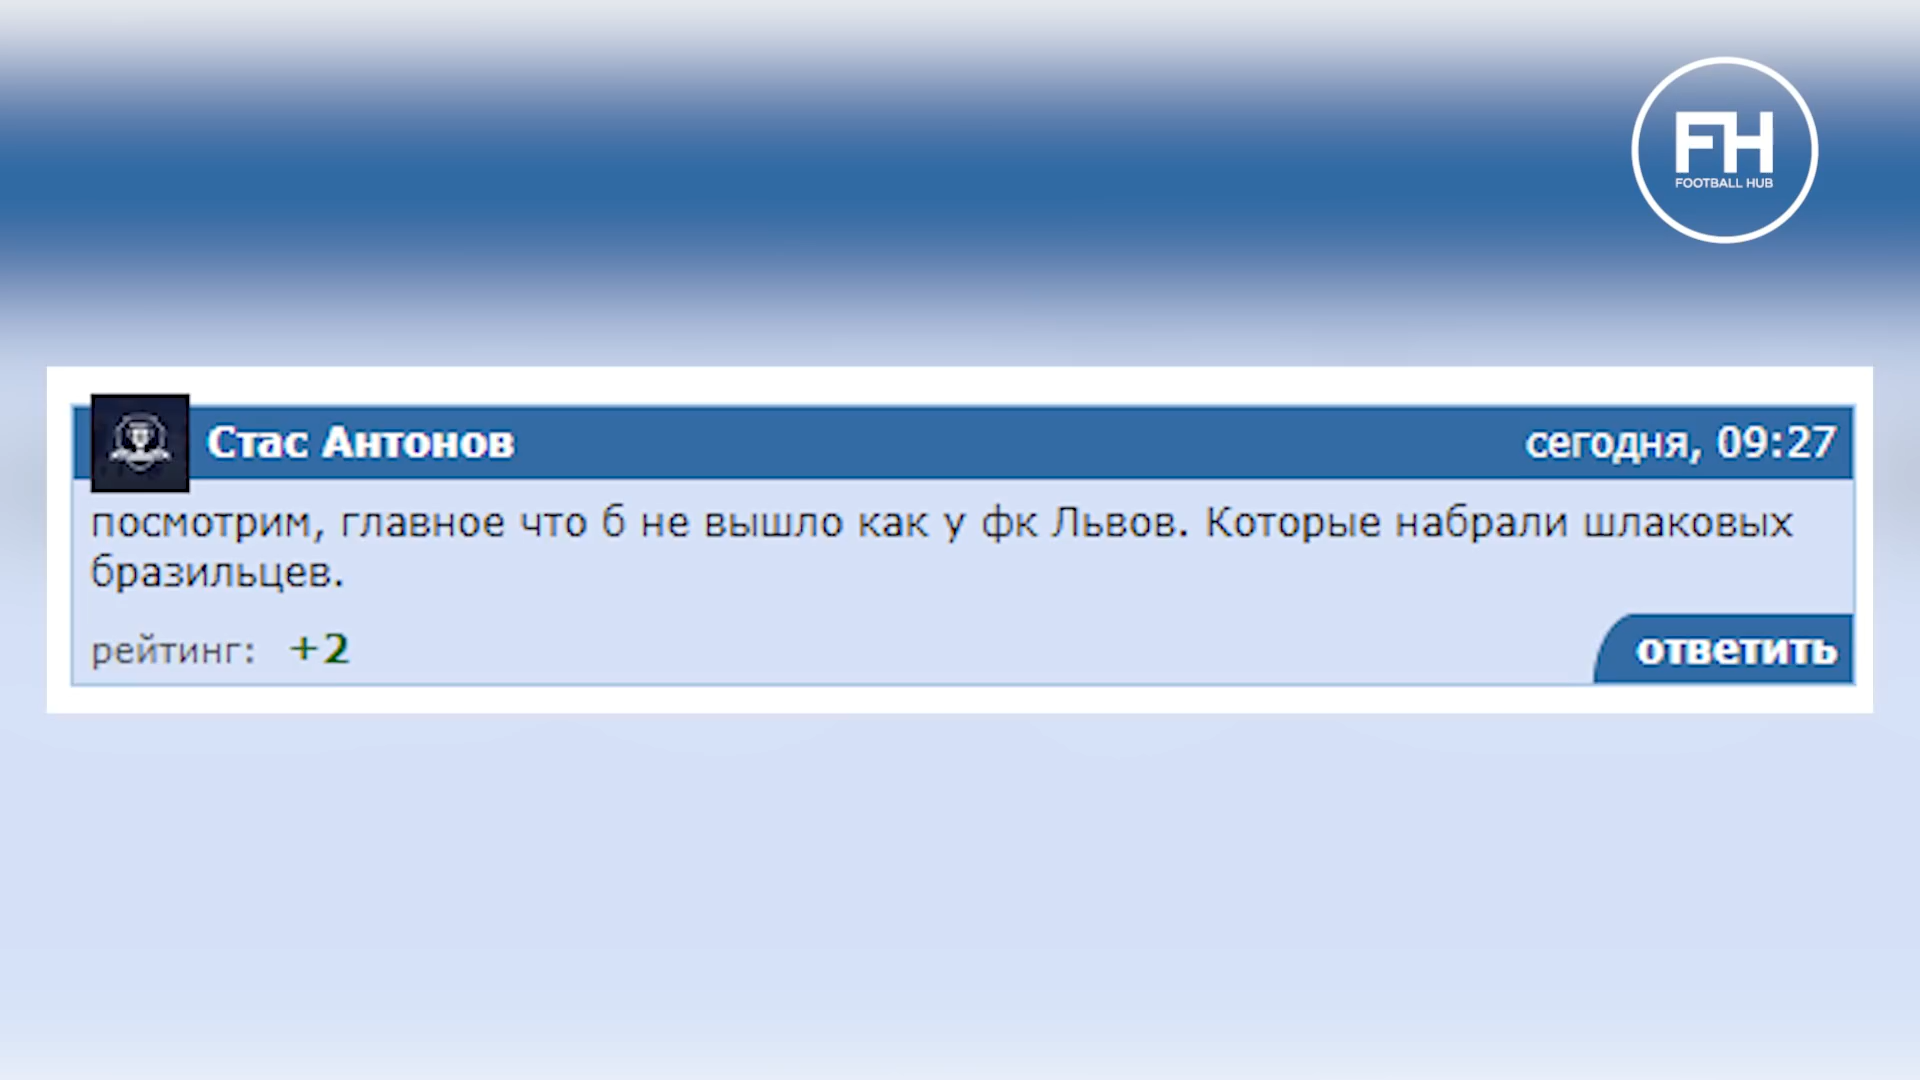 FH
FOOTBALL HUB
Стас Антонов
сегодня, 09:27
посмотрим, главное что б не вышло как у фк Львов. Которые набрали шлаковых
бразильцев.
рейтинг: +2
ответить